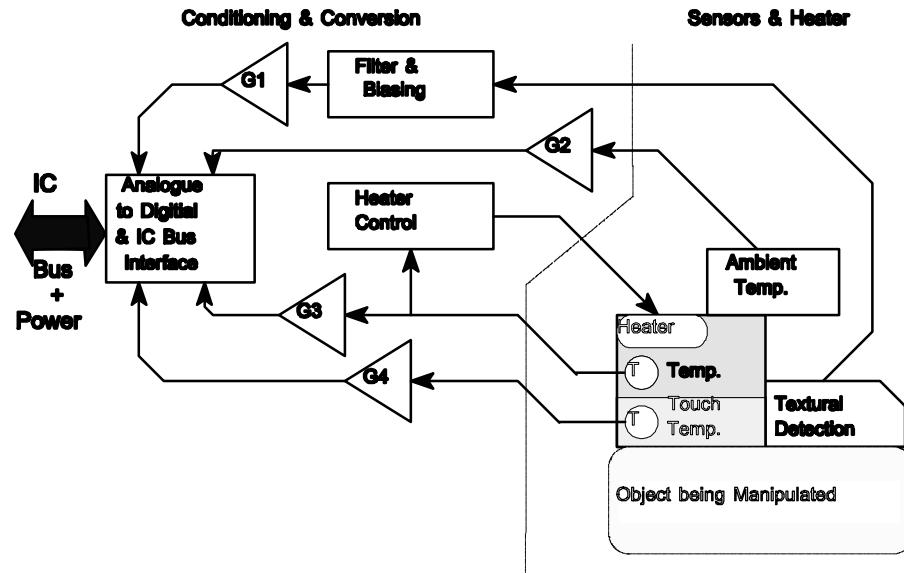 Conditioning & Conversion
Sensors & Heater
G1
Filter &
Biasing
G2
IC
Bus
+
Power
Analogue
to Digitial
& IC Bus
Interface
Heater
Control
Ambient
Temp.
G3
G4
Heater
T
Temp.
T
Touch
Temp.
Textural
Detection
Object being Manipulated